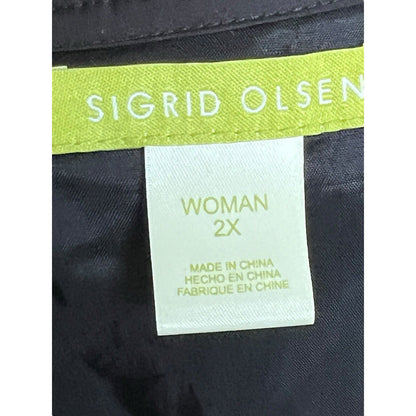 SIGRID OLSEN
WOMAN
2X
MADE IN CHINA
HECHO EN CHINA
FABRIQUE EN CHINE